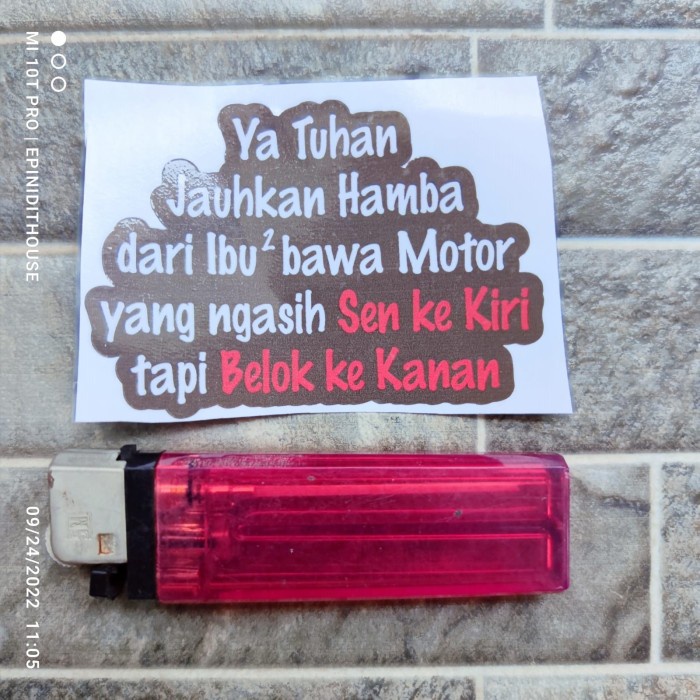 Ya Tuhan
Jauhkan Hamba
dari Ibu² bawa Motor
yang ngasih Sen ke Kiri
tapi Belok ke Kanan
MI 10T PRO | EPINIDITHOUSE
09/24/2022 11:05